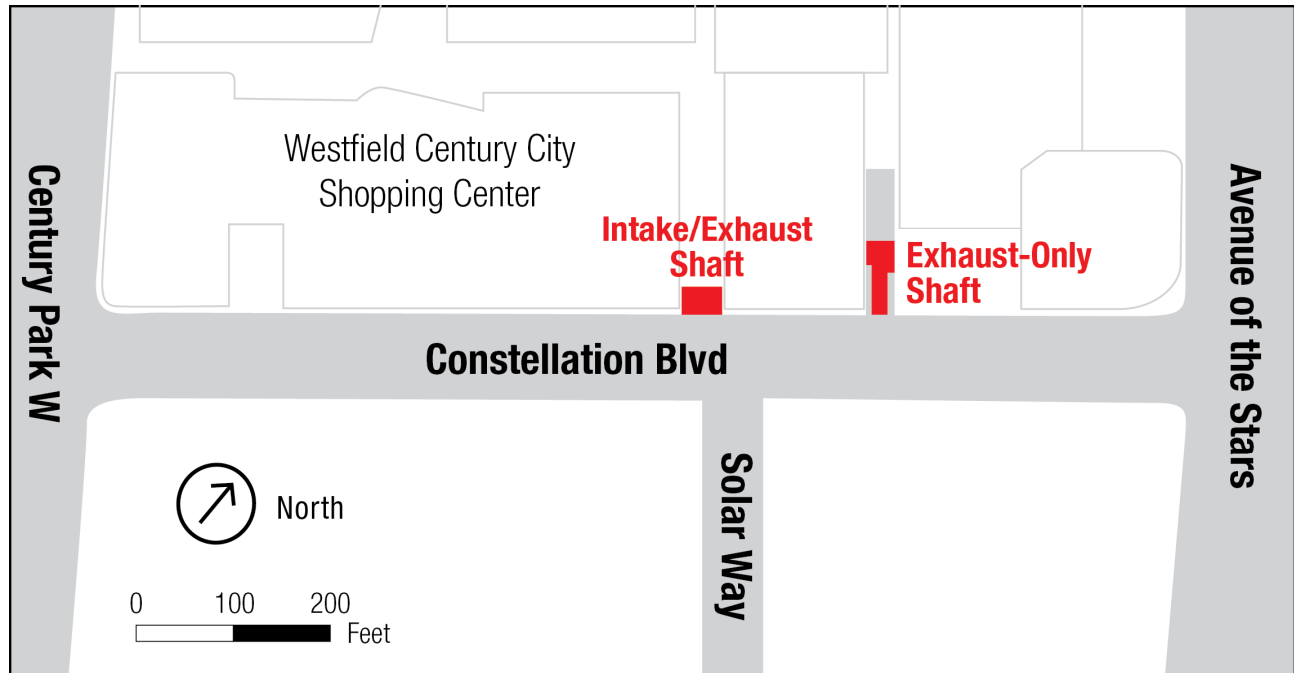 Westfield Century City
Shopping Center
Century Park W
Intake/Exhaust
Shaft
Exhaust-Only
Shaft
Avenue of the Stars
Constellation Blvd
Solar Way
North
0 100 200
Feet